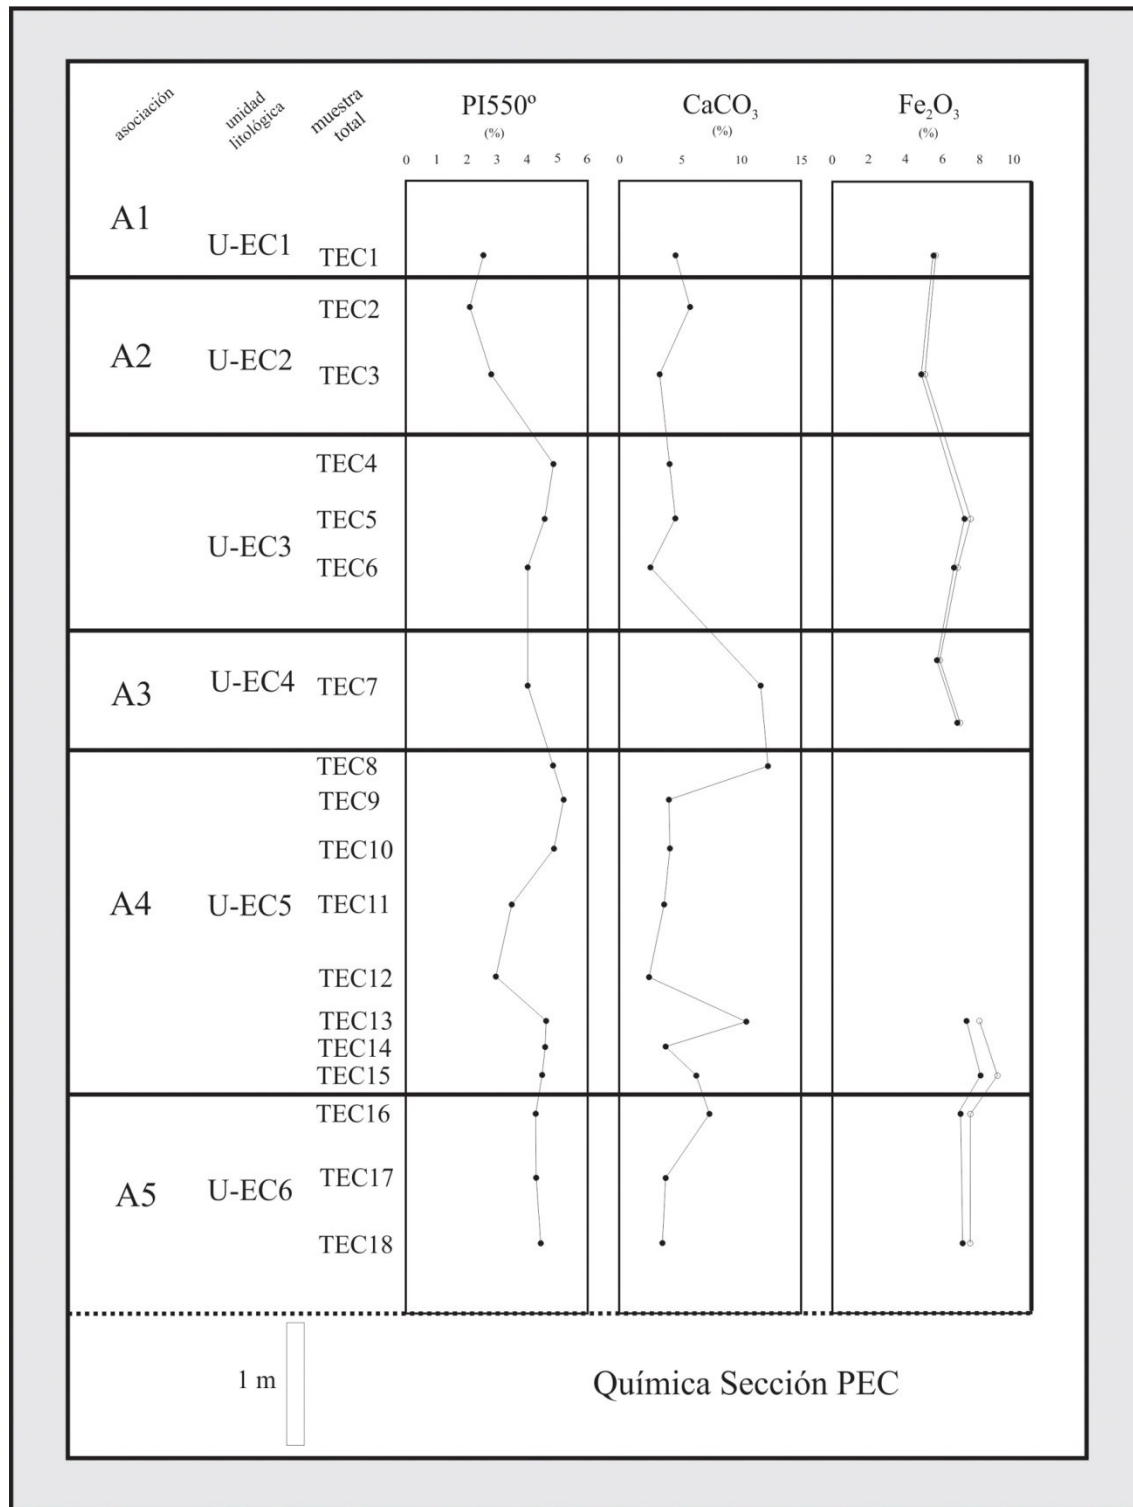 asociación
unidad
litológica
muestra
total
PI550º
(%)
CaCO₃
(%)
Fe₂O₃
(%)
0 1 2 3 4 5 6
0 5 10 15
0 2 4 6 8 10
A1
U-EC1
TEC1
A2
U-EC2
TEC2
TEC3
U-EC3
TEC4
TEC5
TEC6
A3
U-EC4
TEC7
A4
U-EC5
TEC8
TEC9
TEC10
TEC11
TEC12
TEC13
TEC14
TEC15
A5
U-EC6
TEC16
TEC17
TEC18
1 m
Química Sección PEC